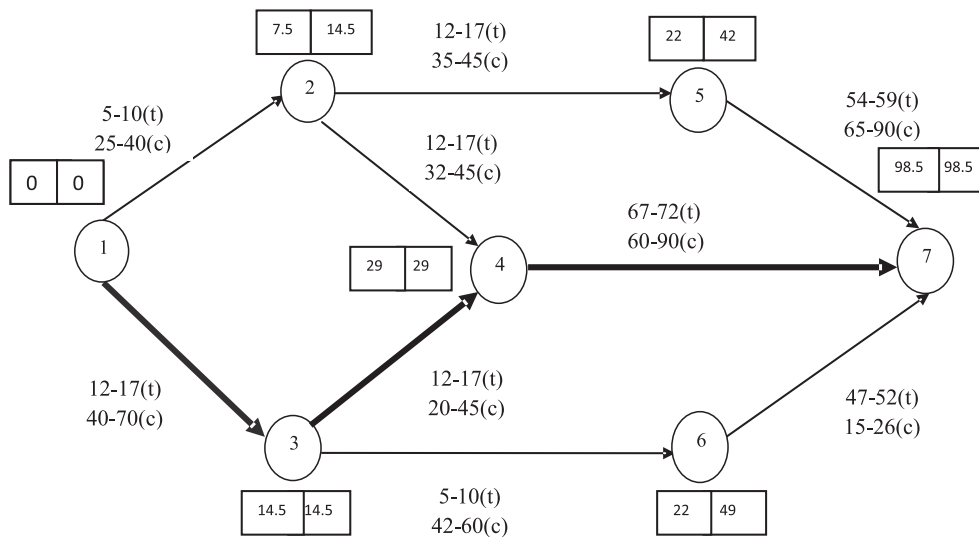 7.5 14.5
12-17(t)
35-45(c)
22 42
2
5
5-10(t)
25-40(c)
12-17(t)
32-45(c)
54-59(t)
65-90(c)
0 0
98.5 98.5
1
67-72(t)
60-90(c)
29 29
4
7
12-17(t)
40-70(c)
12-17(t)
20-45(c)
47-52(t)
15-26(c)
3
6
14.5 14.5
5-10(t)
42-60(c)
22 49